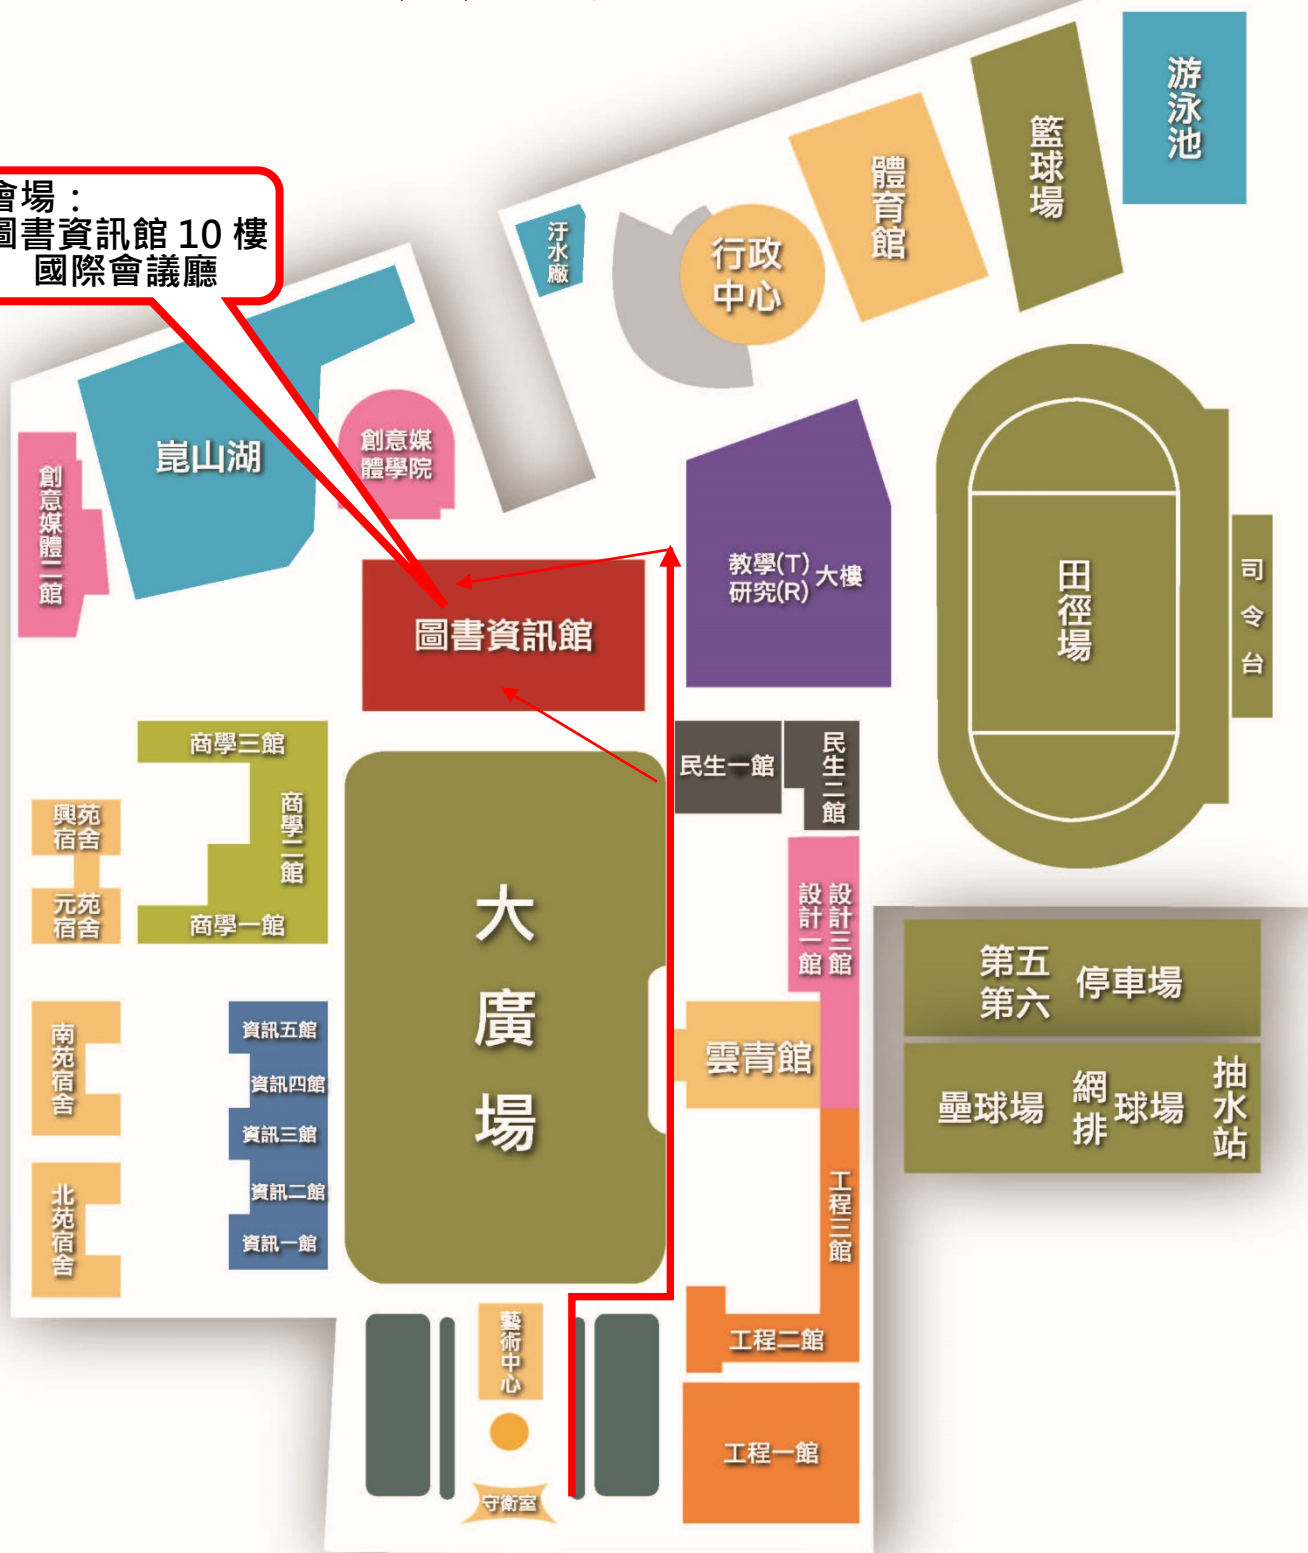 游泳池
籃球場
體育館
會場：
圖書資訊館 10 樓
國際會議廳
汙水廠
行政
中心
崑山湖
創意媒
體學院
創意媒體二館
教學(T)
研究(R)
大樓
田徑場
司令台
圖書資訊館
商學三館
商學二館
商學一館
民生一館
民生二館
興苑
宿舍
元苑
宿舍
大廣場
設計一館
設計三館
第五
第六
停車場
南苑宿舍
資訊五館
資訊四館
資訊三館
資訊二館
資訊一館
雲青館
壘球場
網
排
球場
抽水站
北苑宿舍
工程三館
藝術中心
工程二館
工程一館
守衛室